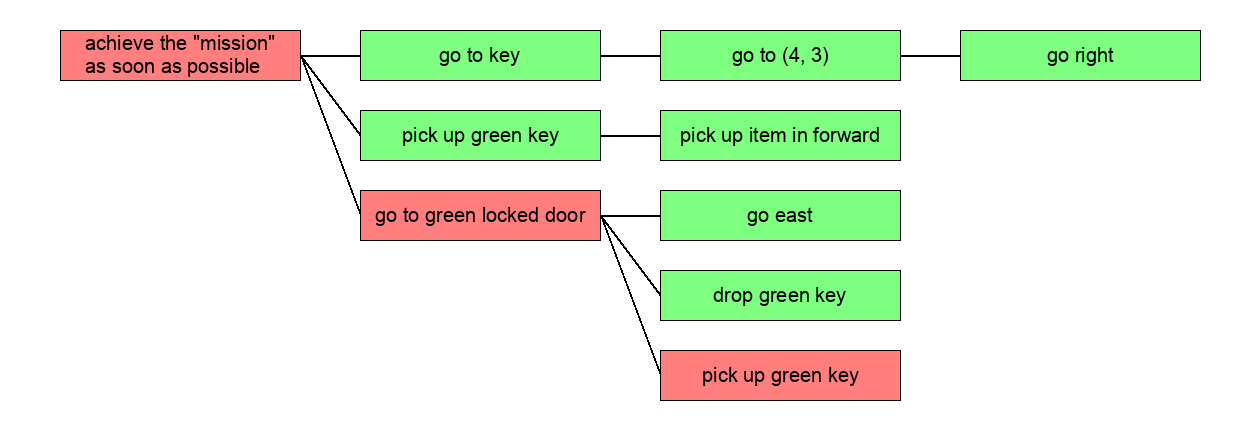 achieve the "mission"
as soon as possible
go to key
go to (4, 3)
go right
pick up green key
pick up item in forward
go to green locked door
go east
drop green key
pick up green key